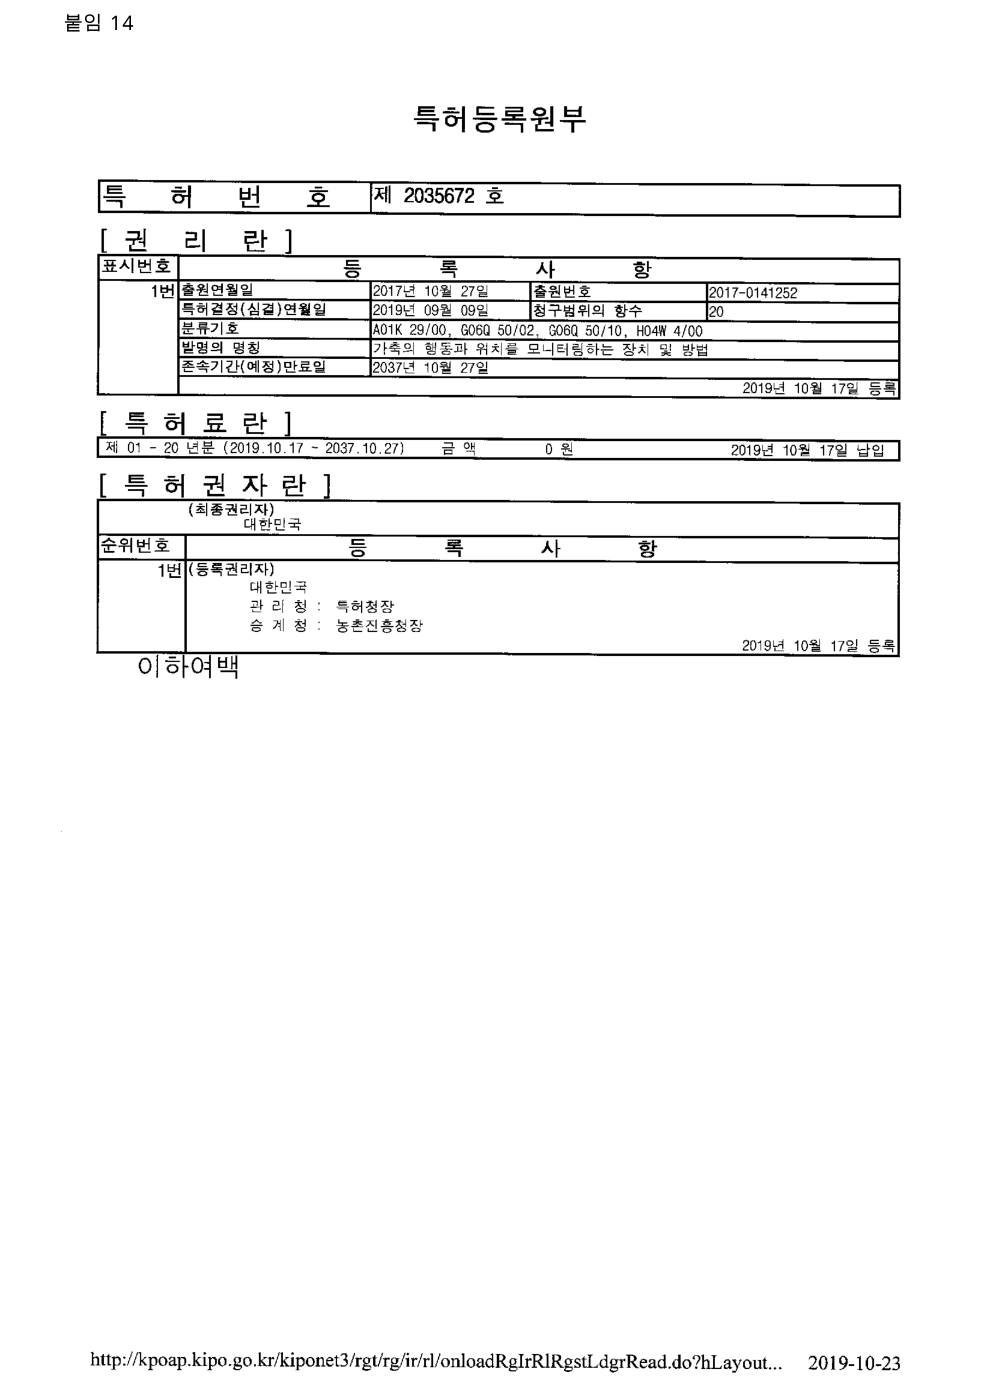 붙임 14
특허등록원부
특 허 번 호 제 2035672 호
[ 권 리 란 ]
표시번호 등 록 사 항
1번 출원연월일 2017년 10월 27일 출원번호 2017-0141252
특허결정(심결)연월일 2019년 09월 09일 청구범위의 항수 20
분류기호 A01K 29/00, G06Q 50/02, G06Q 50/10, H04W 4/00
발명의 명칭 가축의 행동과 위치를 모니터링하는 장치 및 방법
존속기간(예정)만료일 2037년 10월 27일
2019년 10월 17일 등록
[ 특 허 료 란 ]
제 01 - 20 년분 (2019.10.17 ~ 2037.10.27) 금 액 0 원 2019년 10월 17일 납입
[ 특 허 권 자 란 ]
(최종권리자)
대한민국
순위번호 등 록 사 항
1번 (등록권리자)
대한민국
관 리 청 : 특허청장
승 계 청 : 농촌진흥청장
2019년 10월 17일 등록
이하여백
http://kpoap.kipo.go.kr/kiponet3/rgt/rg/ir/rl/onloadRgIrRlRgstLdgrRead.do?hLayout... 2019-10-23